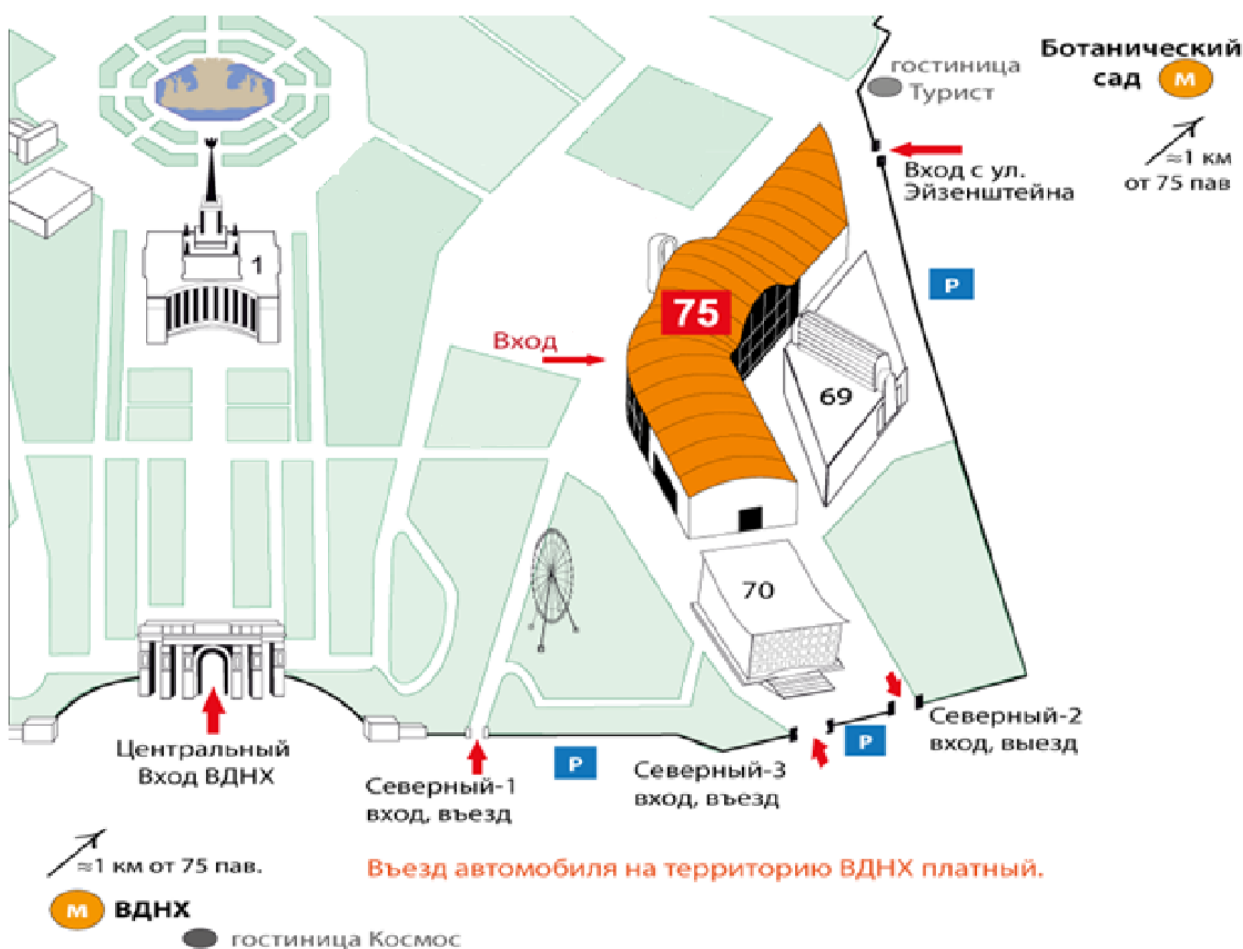 Ботанический
сад М
гостиница
Турист
≈1 км
от 75 пав
Вход с ул.
Эйзенштейна
P
1
75
Вход
69
70
Центральный
Вход ВДНХ
Северный-1
вход, въезд
P
Северный-3
вход, въезд
P
Северный-2
вход, выезд
≈1 км от 75 пав.
Въезд автомобиля на территорию ВДНХ платный.
М ВДНХ
гостиница Космос